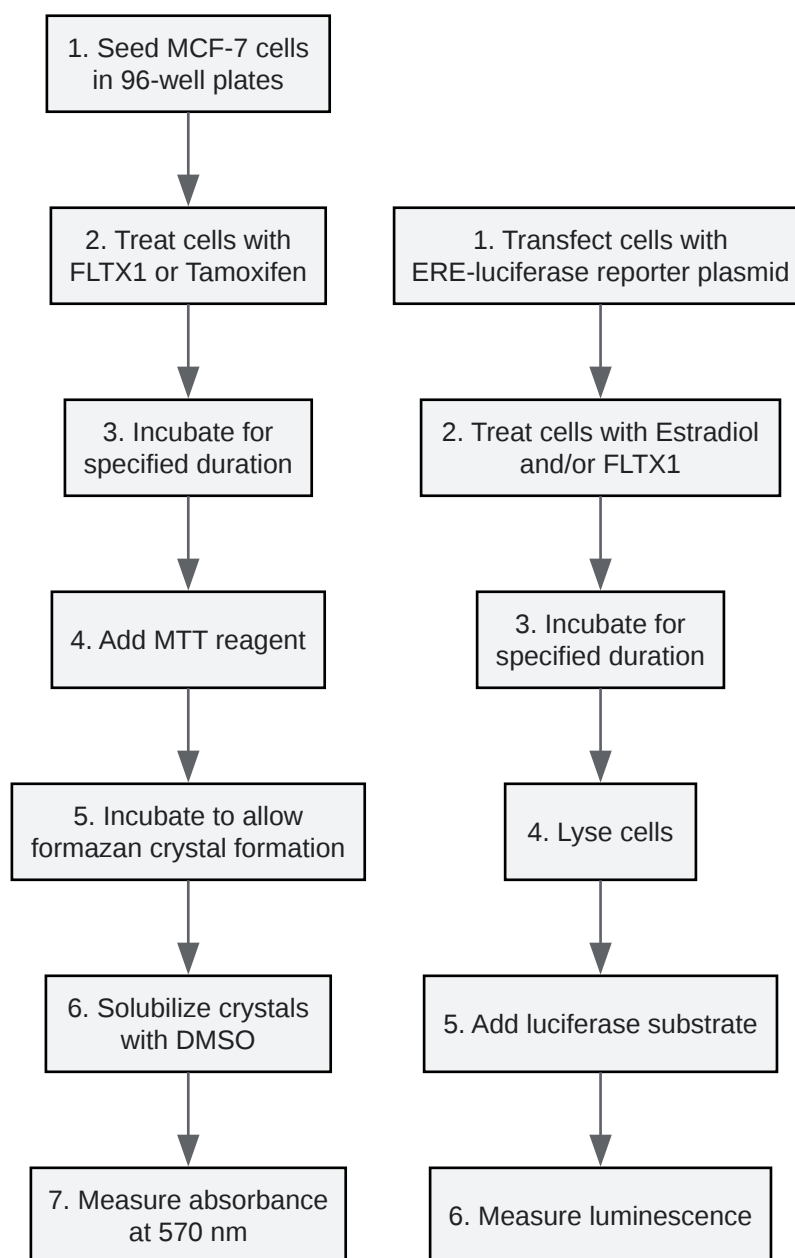 1. Seed MCF-7 cells
in 96-well plates
2. Treat cells with
FLTX1 or Tamoxifen
3. Incubate for
specified duration
4. Add MTT reagent
5. Incubate to allow
formazan crystal formation
6. Solubilize crystals
with DMSO
7. Measure absorbance
at 570 nm
1. Transfect cells with
ERE-luciferase reporter plasmid
2. Treat cells with Estradiol
and/or FLTX1
3. Incubate for
specified duration
4. Lyse cells
5. Add luciferase substrate
6. Measure luminescence